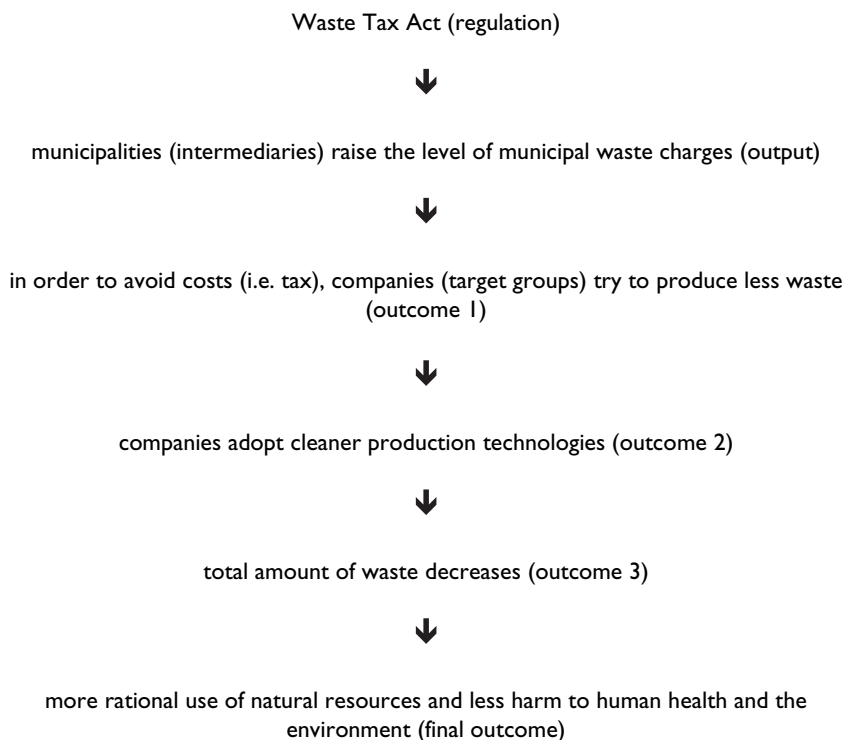 Waste Tax Act (regulation)
municipalities (intermediaries) raise the level of municipal waste charges (output)
in order to avoid costs (i.e. tax), companies (target groups) try to produce less waste
(outcome 1)
companies adopt cleaner production technologies (outcome 2)
total amount of waste decreases (outcome 3)
more rational use of natural resources and less harm to human health and the
environment (final outcome)